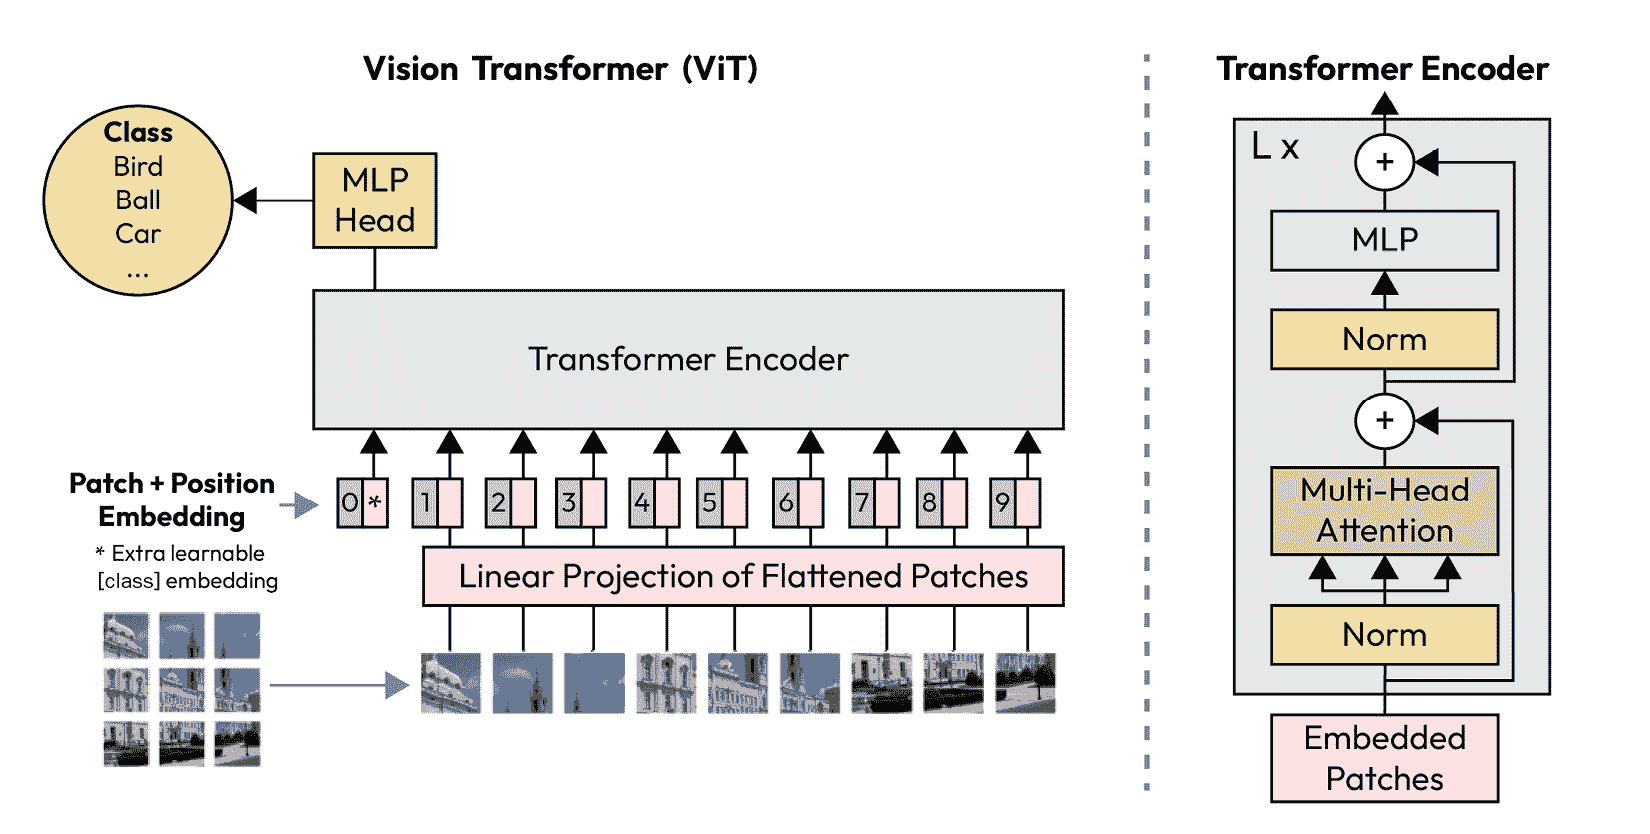 Vision Transformer (ViT)
Class
Bird
Ball
Car
...
MLP
Head
Transformer Encoder
Patch + Position
Embedding
* Extra learnable
[class] embedding
0 *
1
2
3
4
5
6
7
8
9
Linear Projection of Flattened Patches
Transformer Encoder
L x
+
MLP
Norm
+
Multi-Head
Attention
Norm
Embedded
Patches